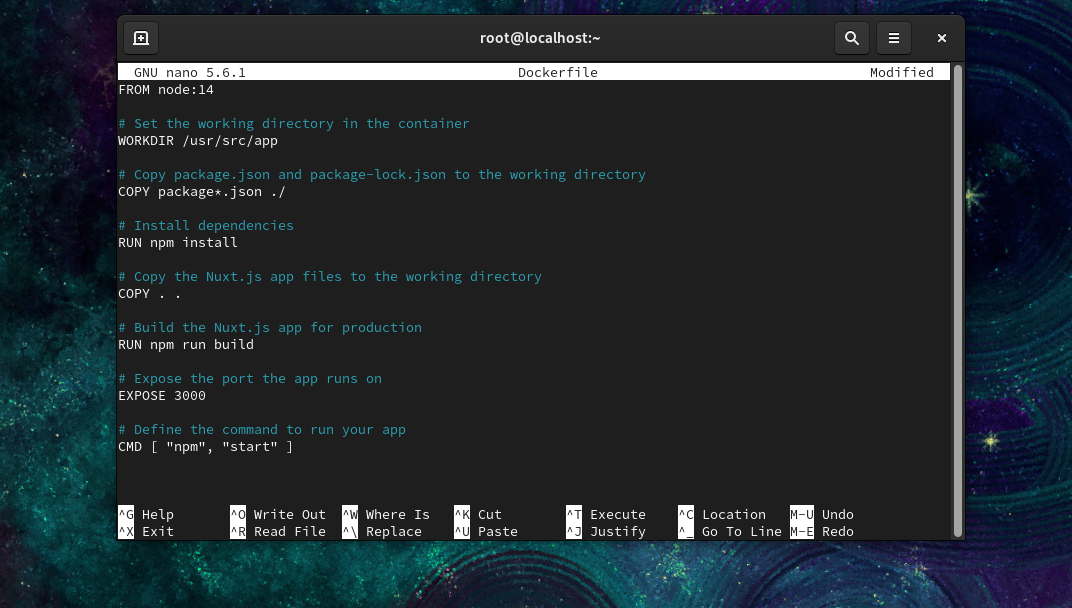 root@localhost:~
GNU nano 5.6.1 Dockerfile Modified
FROM node:14
# Set the working directory in the container
WORKDIR /usr/src/app
# Copy package.json and package-lock.json to the working directory
COPY package*.json ./
# Install dependencies
RUN npm install
# Copy the Nuxt.js app files to the working directory
COPY . .
# Build the Nuxt.js app for production
RUN npm run build
# Expose the port the app runs on
EXPOSE 3000
# Define the command to run your app
CMD [ "npm", "start" ]
^G Help ^O Write Out ^W Where Is ^K Cut ^T Execute ^C Location M-U Undo
^X Exit ^R Read File ^\ Replace ^U Paste ^J Justify ^_ Go To Line M-E Redo